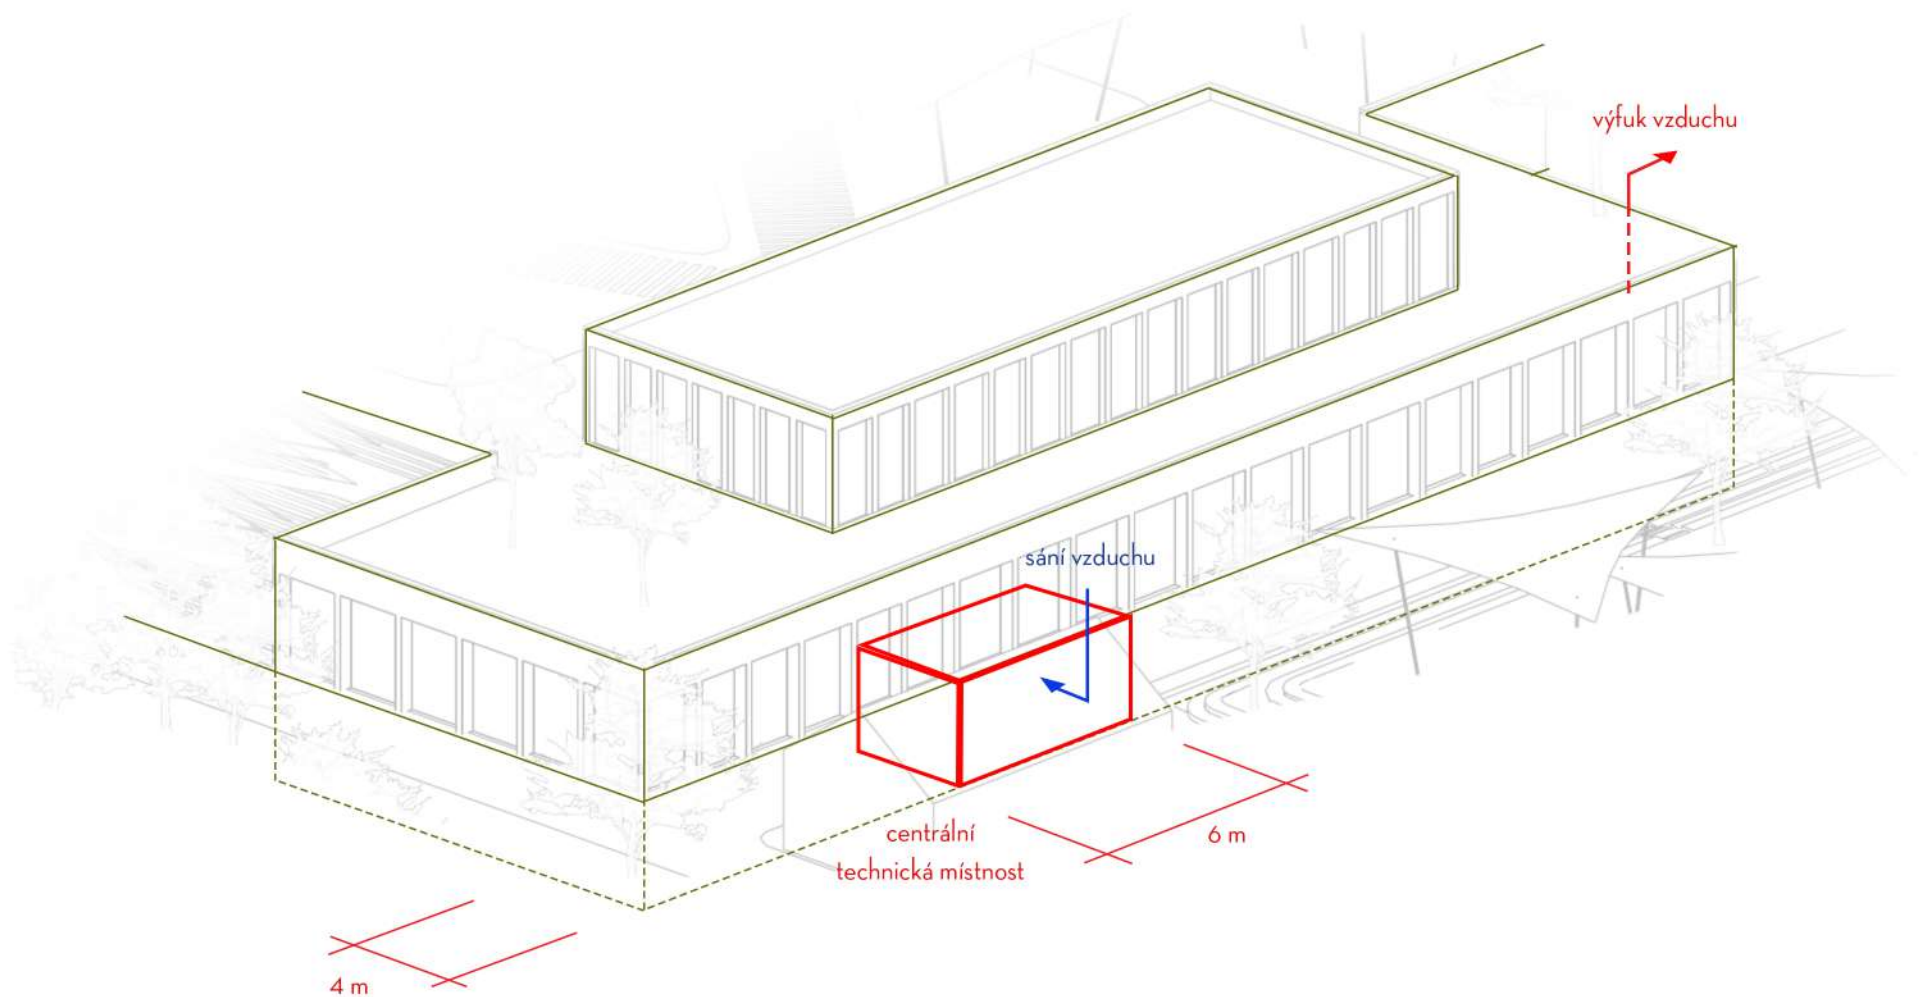 výfuk vzduchu
sání vzduchu
centrální
technická místnost
6 m
4 m